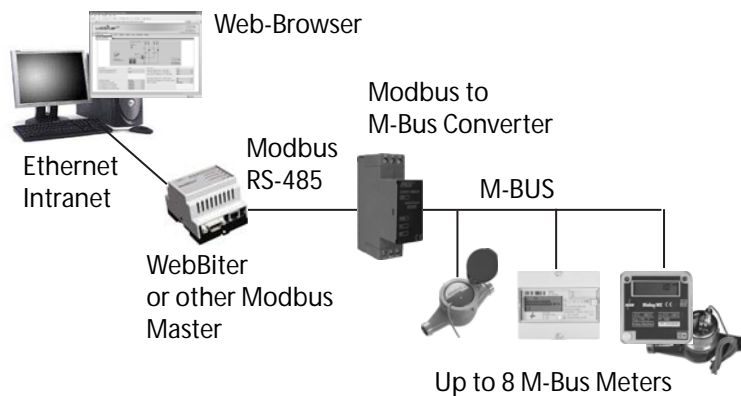 Web-Browser
Modbus to
M-Bus Converter
Ethernet
Intranet
Modbus
RS-485
M-BUS
WebBiter
or other Modbus
Master
Up to 8 M-Bus Meters